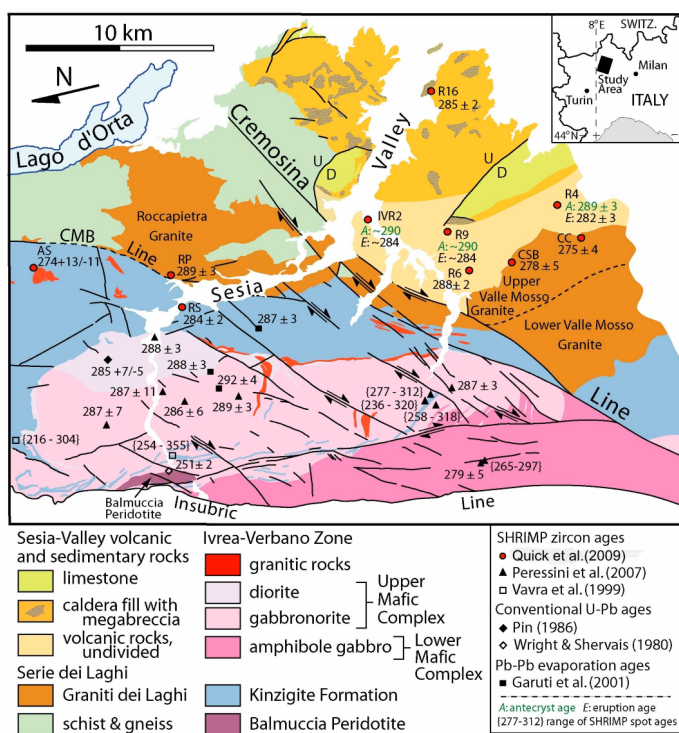 10 km
N
8°E
SWITZ.
Milan
Study
Area
Turin
ITALY
44°N
Lago d'Orta
Cremosina
Valley
R16
285 ± 2
U
D
U
D
R4
A: 289 ± 3
E: 282 ± 3
IVR2
A: ~290
E: ~284
R9
A: ~290
E: ~284
CC
275 ± 4
CSB
278 ± 5
R6
288 ± 2
Roccapietra
Granite
CMB
Line
AS
274+13/-11
RP
289 ± 3
Sesia
Upper
Valle Mosso
Granite
Lower Valle Mosso
Granite
RS
284 ± 2
287 ± 3
288 ± 3
285 +7/-5
288 ± 3
292 ± 4
287 ± 11
286 ± 6
289 ± 3
287 ± 7
{277 - 312}
{236 - 320}
287 ± 3
{258 - 318}
Line
{216 - 304}
{254 - 355}
251 ± 2
279 ± 5
{265-297}
Balmuccia
Peridotite
Insubric
Line
Sesia-Valley volcanic
and sedimentary rocks
limestone
caldera fill with
megabreccia
volcanic rocks,
undivided
Serie dei Laghi
Graniti dei Laghi
schist & gneiss
Ivrea-Verbano Zone
granitic rocks
diorite
gabbronorite
Upper
Mafic
Complex
amphibole gabbro
Lower
Mafic
Complex
Kinzigite Formation
Balmuccia Peridotite
SHRIMP zircon ages
Quick et al. (2009)
Peressini et al. (2007)
Vavra et al. (1999)
Conventional U-Pb ages
Pin (1986)
Wright & Shervais (1980)
Pb-Pb evaporation ages
Garuti et al. (2001)
A: antecryst age E: eruption age
{277-312} range of SHRIMP spot ages